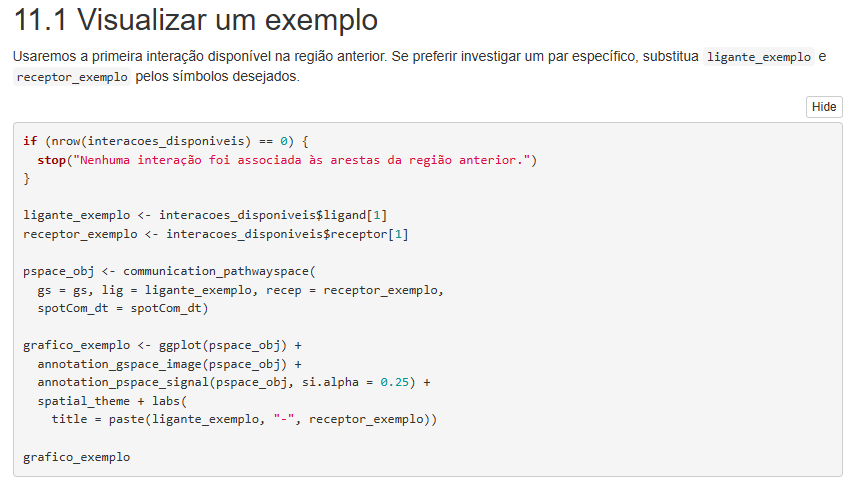 11.1 Visualizar um exemplo
Usaremos a primeira interação disponível na região anterior. Se preferir investigar um par específico, substitua ligante_exemplo e
receptor_exemplo pelos símbolos desejados.
Hide
if (nrow(interacoes_disponiveis) == 0) {
  stop("Nenhuma interação foi associada às arestas da região anterior.")
}

ligante_exemplo <- interacoes_disponiveis$ligand[1]
receptor_exemplo <- interacoes_disponiveis$receptor[1]

pspace_obj <- communication_pathwayspace(
  gs = gs, lig = ligante_exemplo, recep = receptor_exemplo,
  spotCom_dt = spotCom_dt)

grafico_exemplo <- ggplot(pspace_obj) +
  annotation_gspace_image(pspace_obj) +
  annotation_pspace_signal(pspace_obj, si.alpha = 0.25) +
  spatial_theme + labs(
    title = paste(ligante_exemplo, "-", receptor_exemplo))

grafico_exemplo